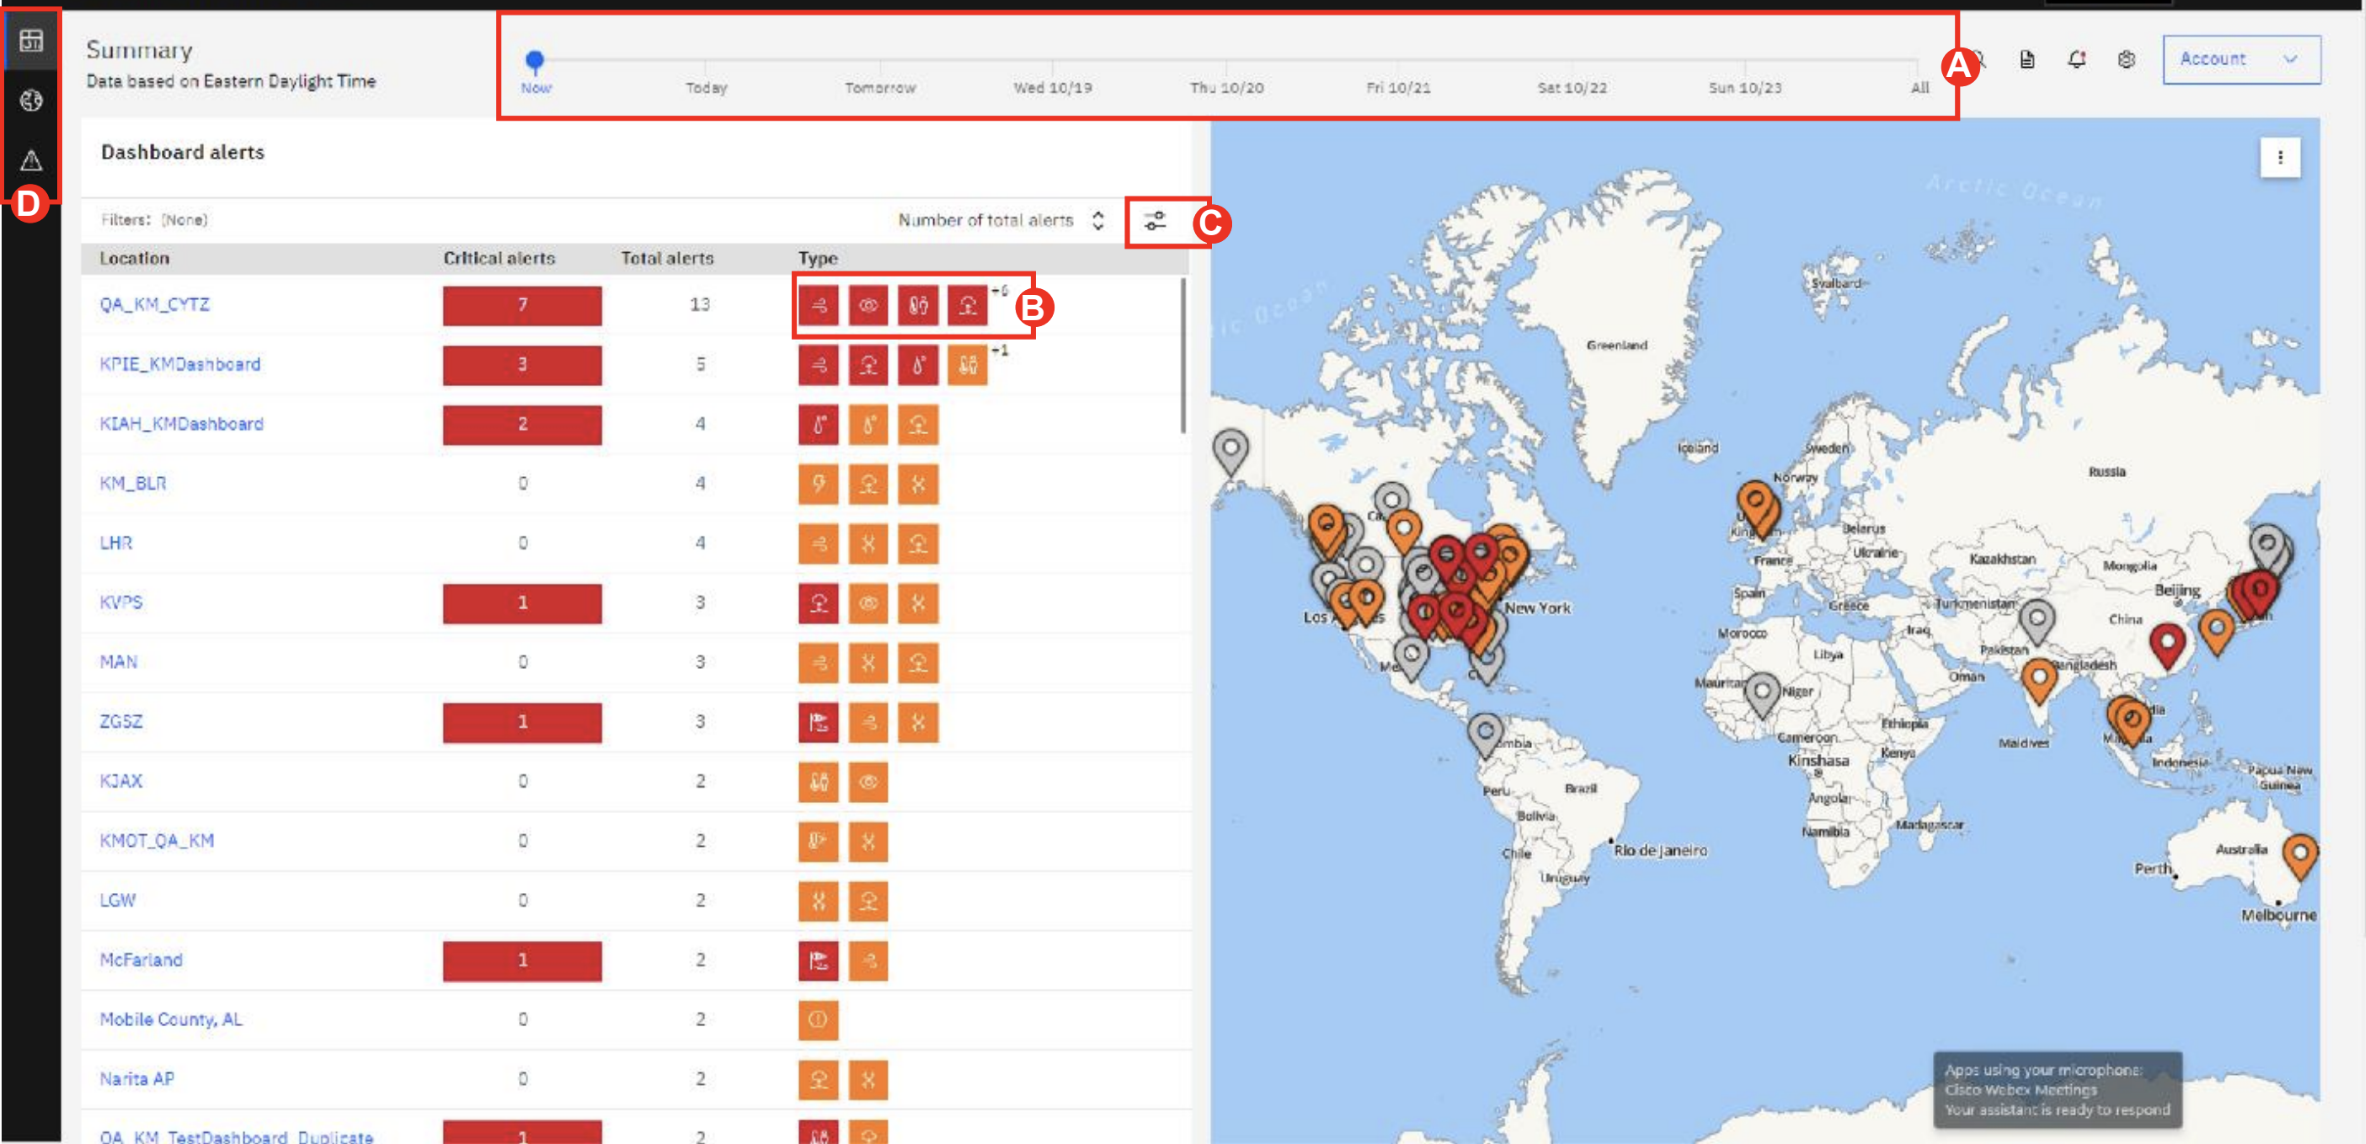 Summary
Data based on Eastern Daylight Time
Now
Today
Tomorrow
Wed 10/19
Thu 10/20
Fri 10/21
Sat 10/22
Sun 10/23
All
A
Account
D
Dashboard alerts
Filters: (None)
Number of total alerts
C
Location Critical alerts Total alerts Type
QA_KM_CYTZ 7 13 +6
B
KPIE_KMDashboard 3 5 +1
KIAH_KMDashboard 2 4
KM_BLR 0 4
LHR 0 4
KVPS 1 3
MAN 0 3
ZGSZ 1 3
KJAX 0 2
KMOT_QA_KM 0 2
LGW 0 2
McFarland 1 2
Mobile County, AL 0 2
Narita AP 0 2
QA_KM_TestDashboard_Duplicate 1 2
Arctic Ocean
Ocean
Svalbard
Greenland
Iceland
Sweden
Norway
Russia
Belarus
Ukraine
France
Kazakhstan
Mongolia
Spain
Greece
Turkmenistan
Beijing
New York
China
Morocco
Iraq
Libya
Pakistan
Bangladesh
Oman
Niger
Ethiopia
Cameroon
Kenya
Maldives
Kinshasa
Indonesia
Papua New
Guinea
Peru
Brazil
Angola
Bolivia
Namibia
Madagascar
Chile
Rio de Janeiro
Australia
Perth
Uruguay
Melbourne
Apps using your microphone:
Cisco Webex Meetings
Your assistant is ready to respond